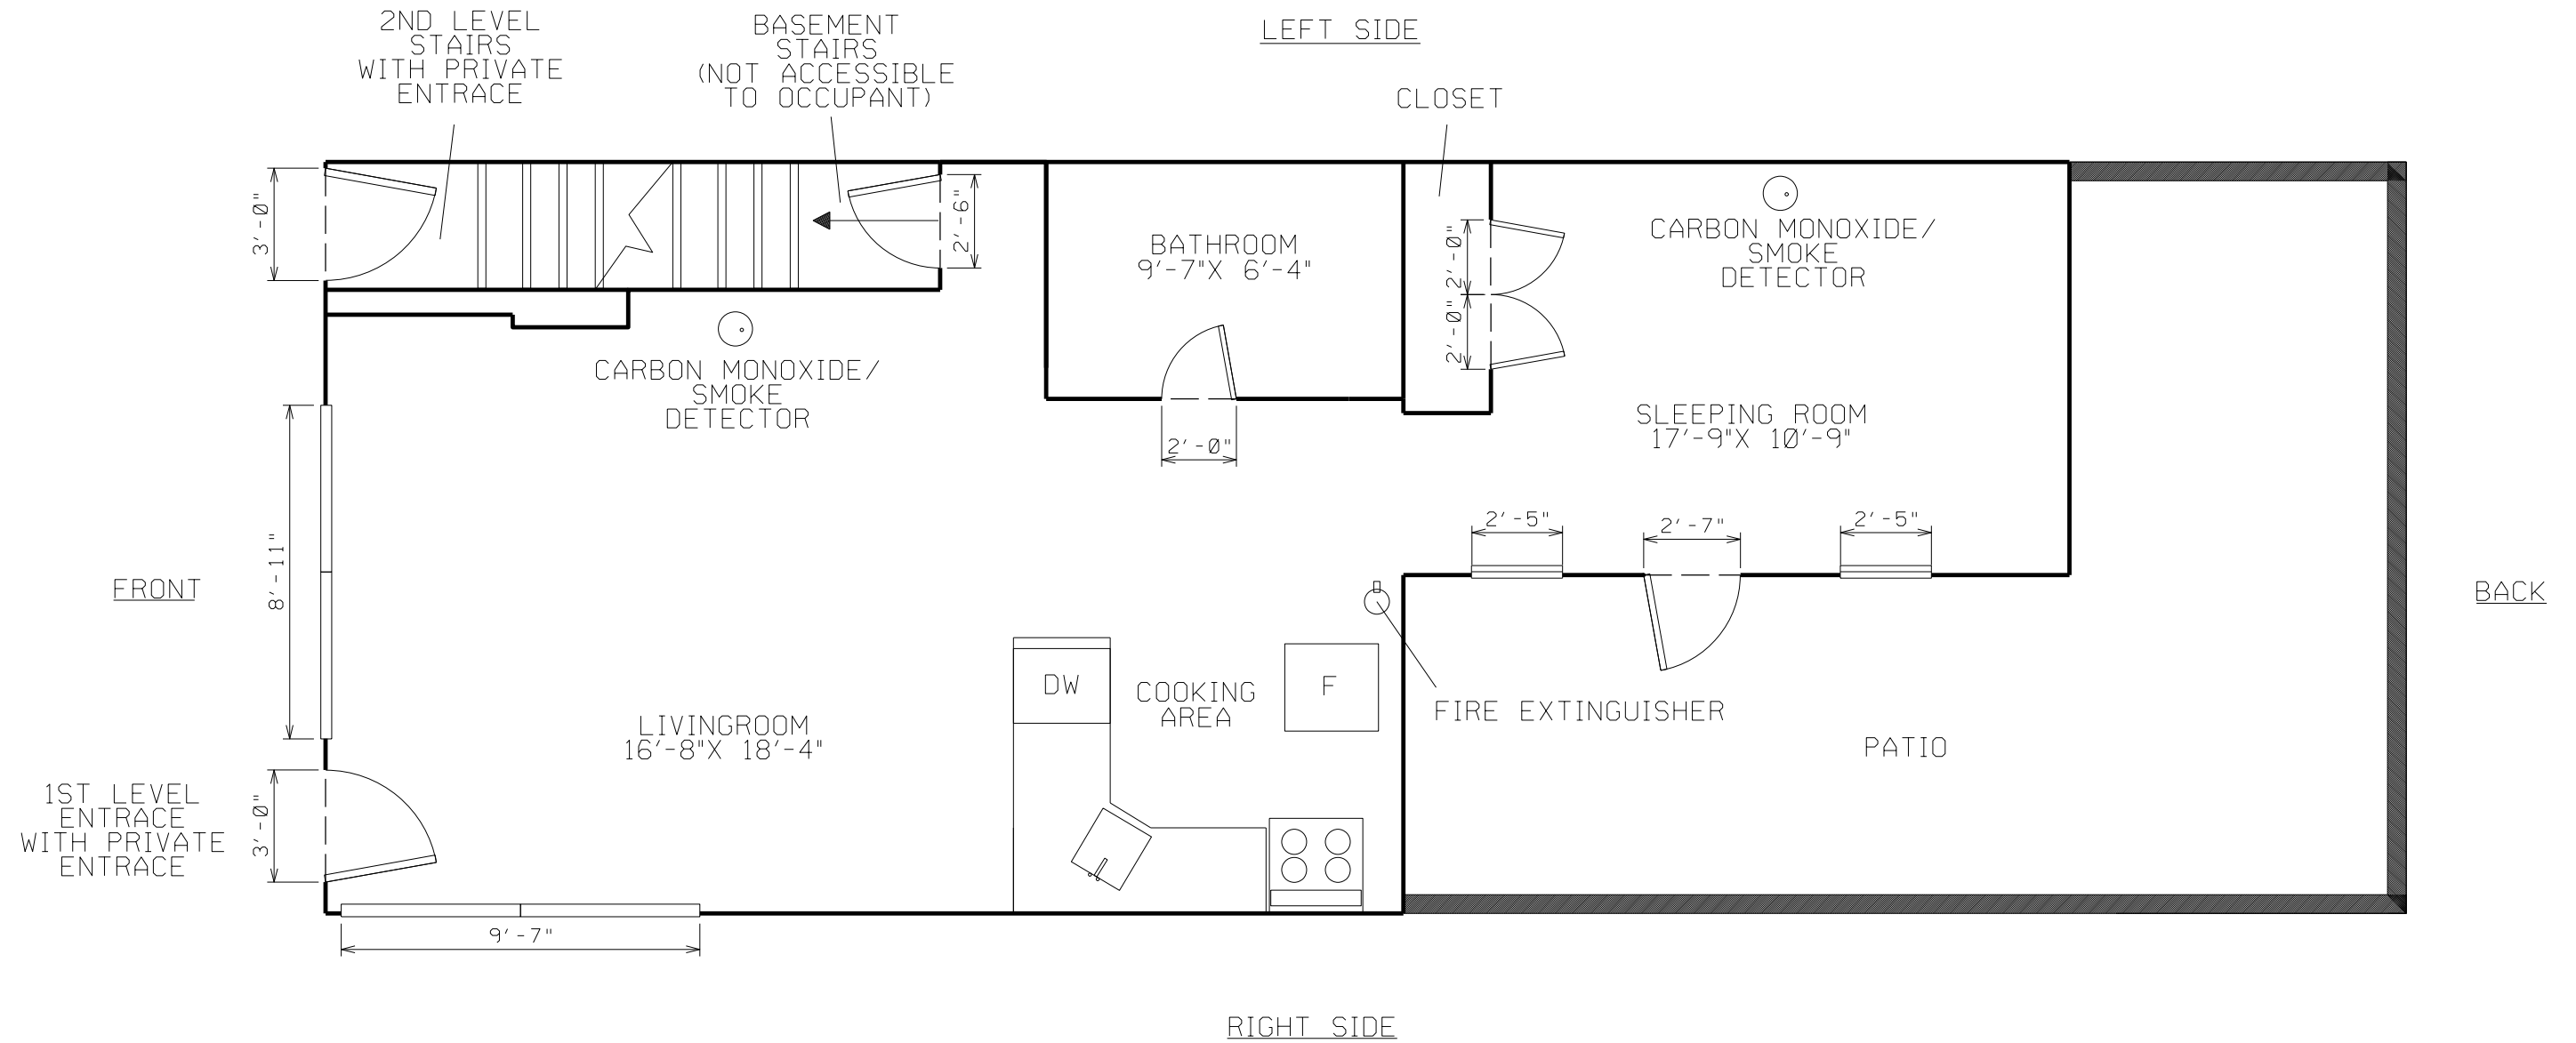 2ND LEVEL
STAIRS
WITH PRIVATE
ENTRACE
BASEMENT
STAIRS
(NOT ACCESSIBLE
TO OCCUPANT)
LEFT SIDE
CLOSET
3'-0"
2'-6"
BATHROOM
9'-7"X 6'-4"
2'-0"
2'-0"
CARBON MONOXIDE/
SMOKE
DETECTOR
CARBON MONOXIDE/
SMOKE
DETECTOR
2'-0"
SLEEPING ROOM
17'-9"X 10'-9"
2'-5"
2'-7"
2'-5"
FRONT
8'-11"
BACK
DW
COOKING
AREA
F
FIRE EXTINGUISHER
LIVINGROOM
16'-8"X 18'-4"
PATIO
1ST LEVEL
ENTRACE
WITH PRIVATE
ENTRACE
3'-0"
9'-7"
RIGHT SIDE